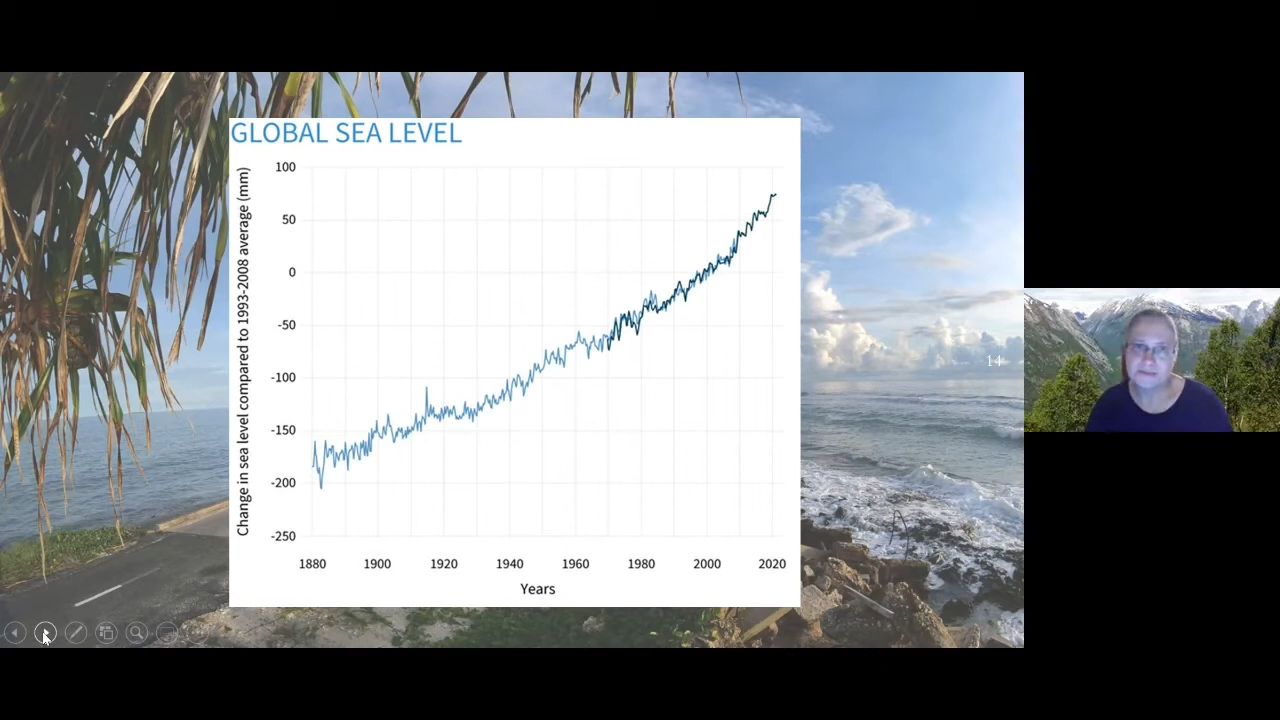 GLOBAL SEA LEVEL
Change in sea level compared to 1993-2008 average (mm)
100
50
0
-50
-100
-150
-200
-250
1880 1900 1920 1940 1960 1980 2000 2020
Years
14